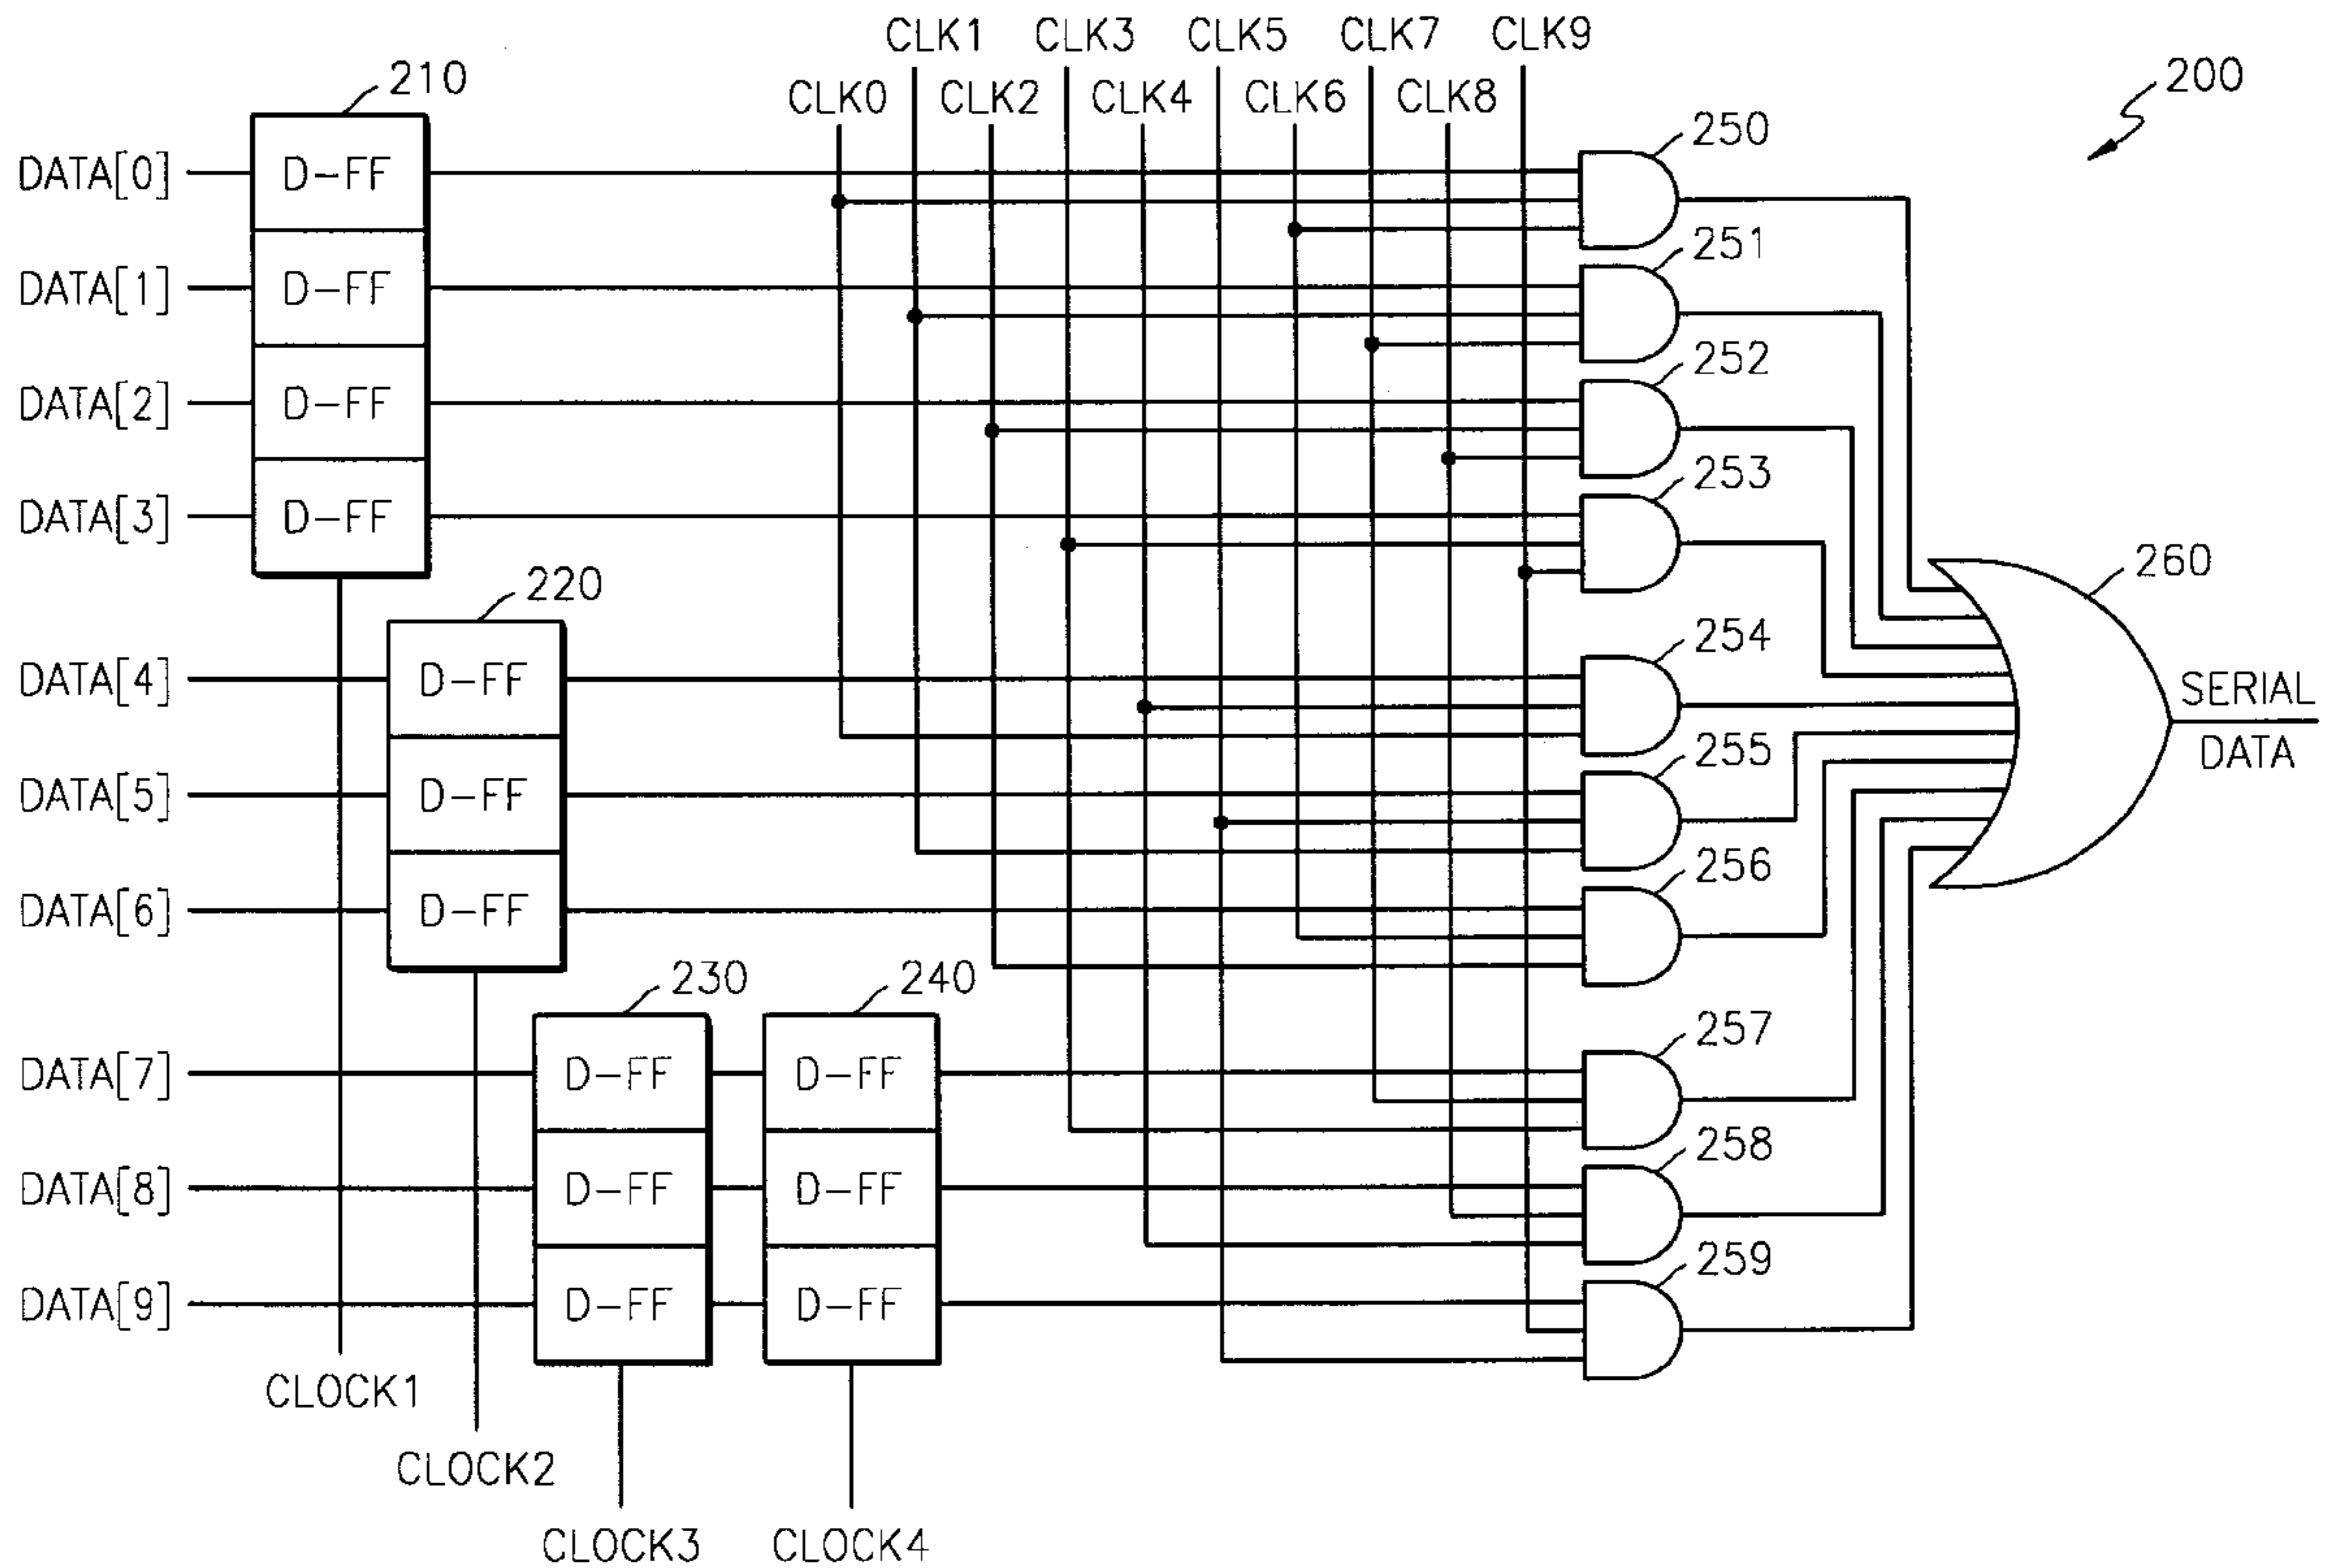 CLK1 CLK3 CLK5 CLK7 CLK9
CLK0 CLK2 CLK4 CLK6 CLK8
200
210
250
DATA[0] D-FF
251
DATA[1] D-FF
252
DATA[2] D-FF
253
DATA[3] D-FF
260
220
254
DATA[4] D-FF
SERIAL
DATA
255
DATA[5] D-FF
256
DATA[6] D-FF
230 240
257
DATA[7] D-FF D-FF
258
DATA[8] D-FF D-FF
259
DATA[9] D-FF D-FF
CLOCK1
CLOCK2
CLOCK3 CLOCK4